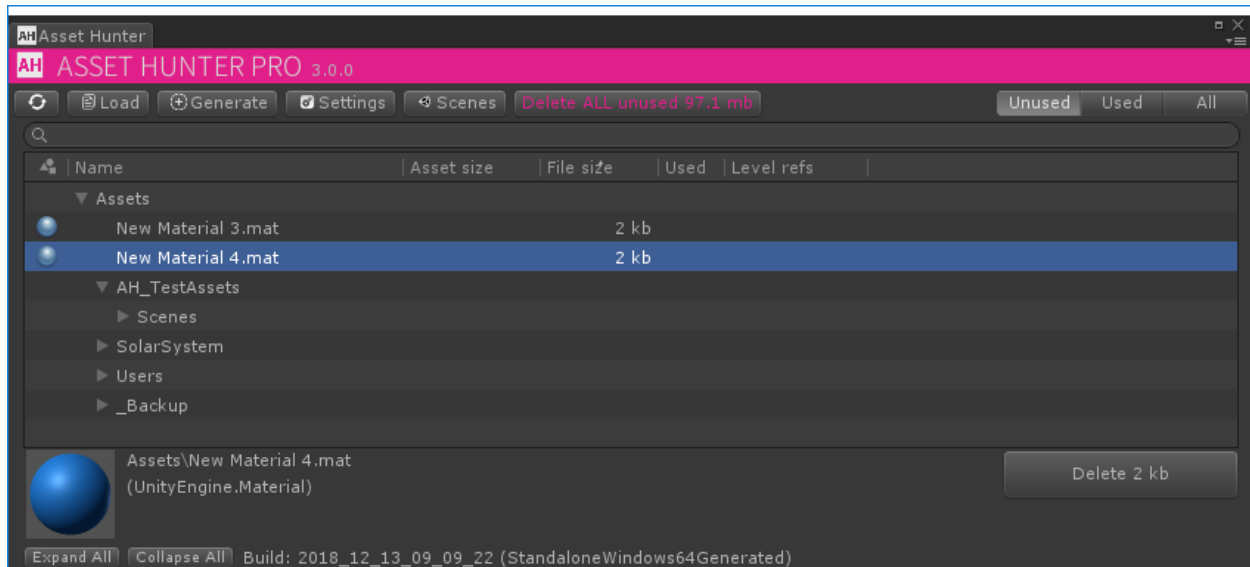 AH Asset Hunter
AH ASSET HUNTER PRO 3.0.0
Load Generate Settings Scenes Delete ALL unused 97.1 mb Unused Used All
Name Asset size File size Used Level refs
Assets
New Material 3.mat 2 kb
New Material 4.mat 2 kb
AH_TestAssets
Scenes
SolarSystem
Users
_Backup
Assets\New Material 4.mat
(UnityEngine.Material)
Delete 2 kb
Expand All Collapse All Build: 2018_12_13_09_09_22 (StandaloneWindows64Generated)